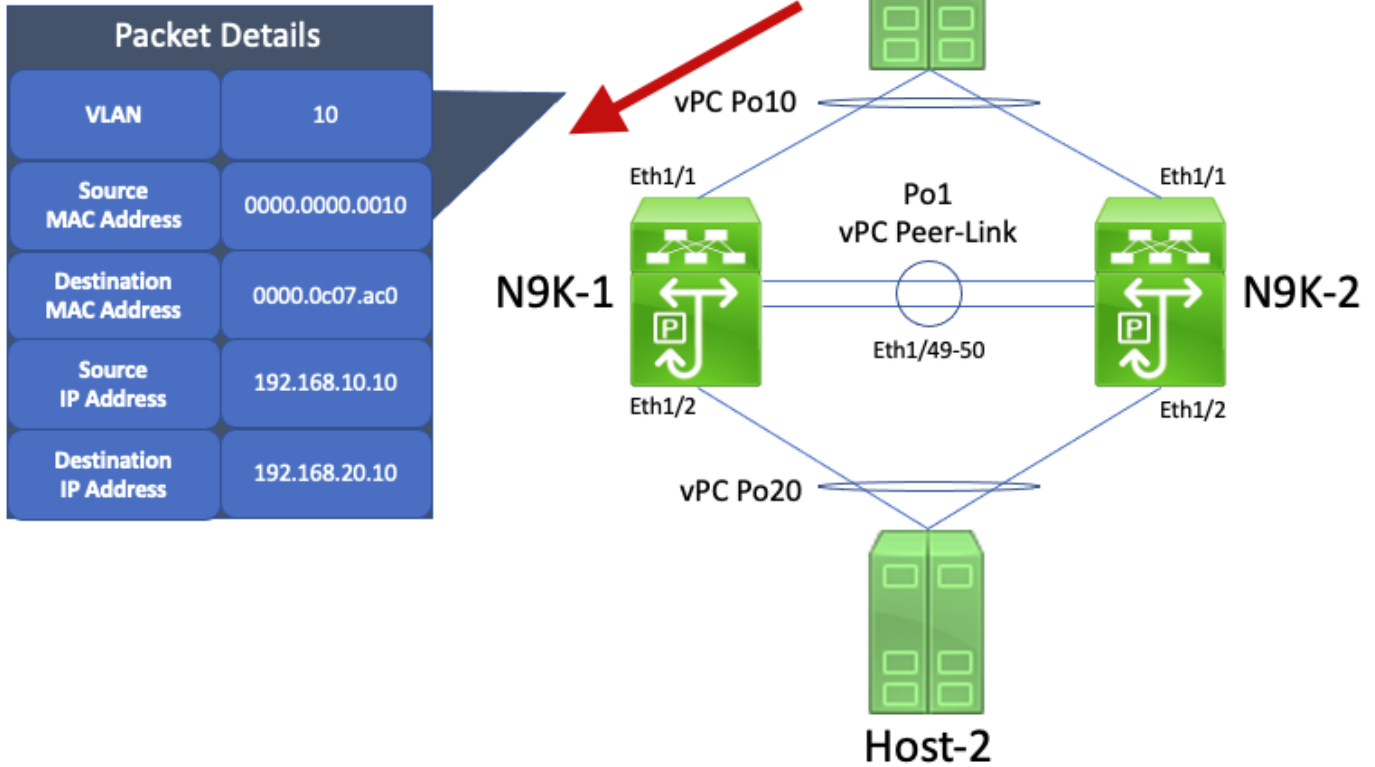 Packet Details
VLAN
10
Source
MAC Address
0000.0000.0010
Destination
MAC Address
0000.0c07.ac0
Source
IP Address
192.168.10.10
Destination
IP Address
192.168.20.10
vPC Po10
Eth1/1
Eth1/1
Po1
vPC Peer-Link
N9K-1
N9K-2
P
P
Eth1/49-50
Eth1/2
Eth1/2
vPC Po20
Host-2